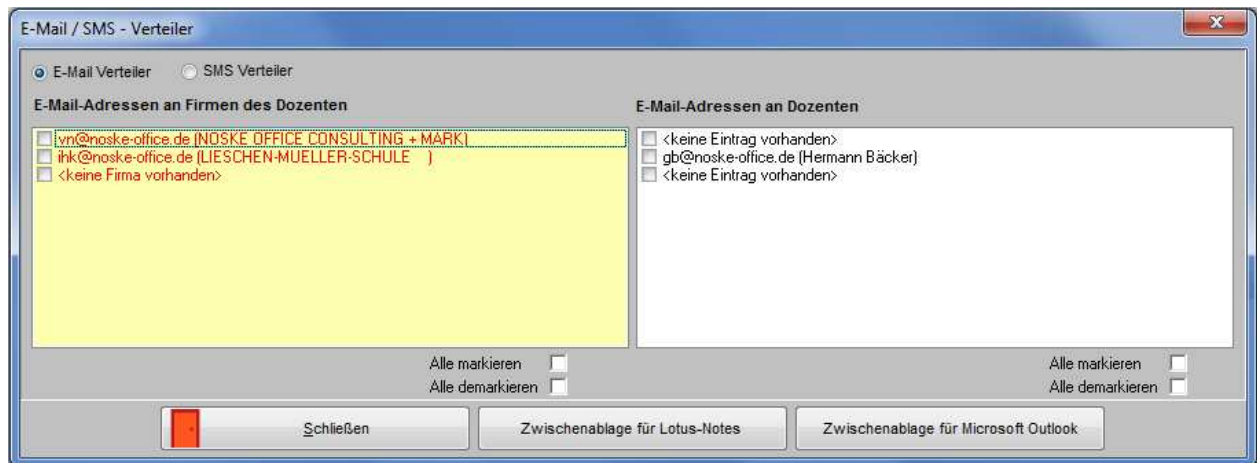 E-Mail / SMS - Verteiler
E-Mail Verteiler SMS Verteiler
E-Mail-Adressen an Firmen des Dozenten
vn@noske-office.de (NOSKE OFFICE CONSULTING + MARK)
ihk@noske-office.de (LIESCHEN-MUELLER-SCHULE )
<keine Firma vorhanden>
Alle markieren
Alle demarkieren
E-Mail-Adressen an Dozenten
<keine Eintrag vorhanden>
gb@noske-office.de (Hermann Bäcker)
<keine Eintrag vorhanden>
Alle markieren
Alle demarkieren
Schließen
Zwischenablage für Lotus-Notes
Zwischenablage für Microsoft Outlook